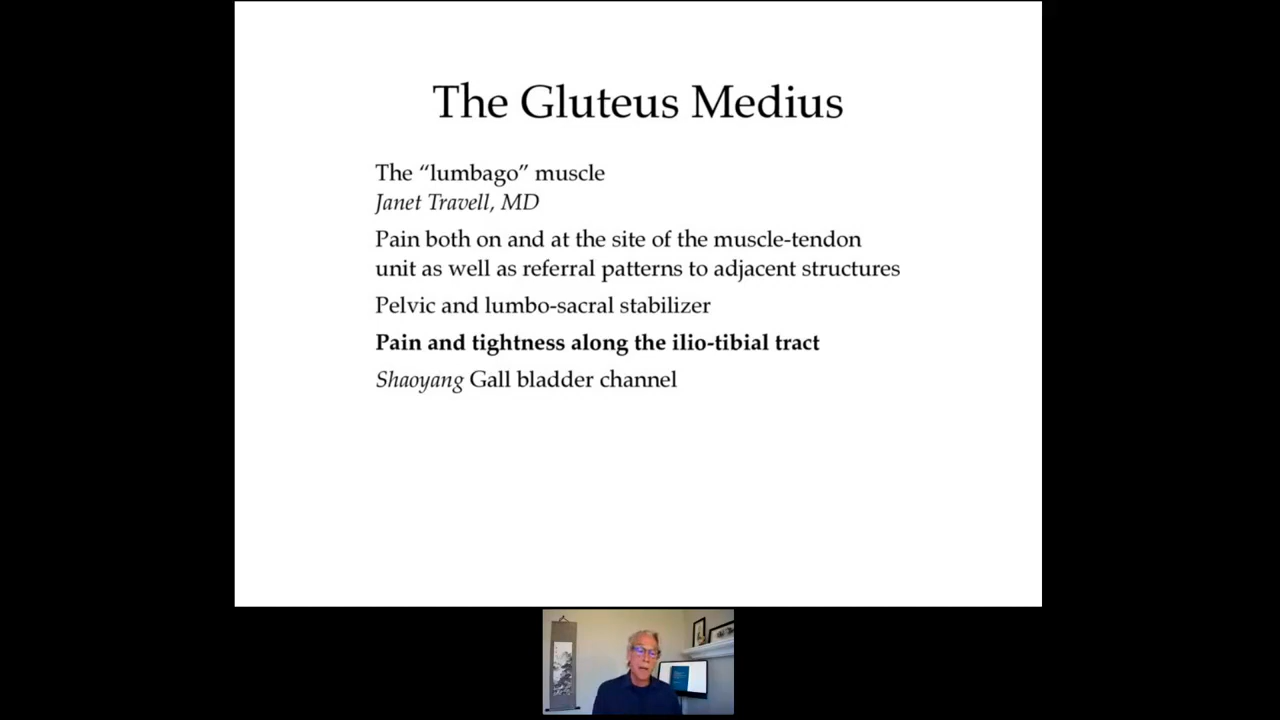 The Gluteus Medius
The “lumbago” muscle
Janet Travell, MD
Pain both on and at the site of the muscle-tendon
unit as well as referral patterns to adjacent structures
Pelvic and lumbo-sacral stabilizer
Pain and tightness along the ilio-tibial tract
Shaoyang Gall bladder channel